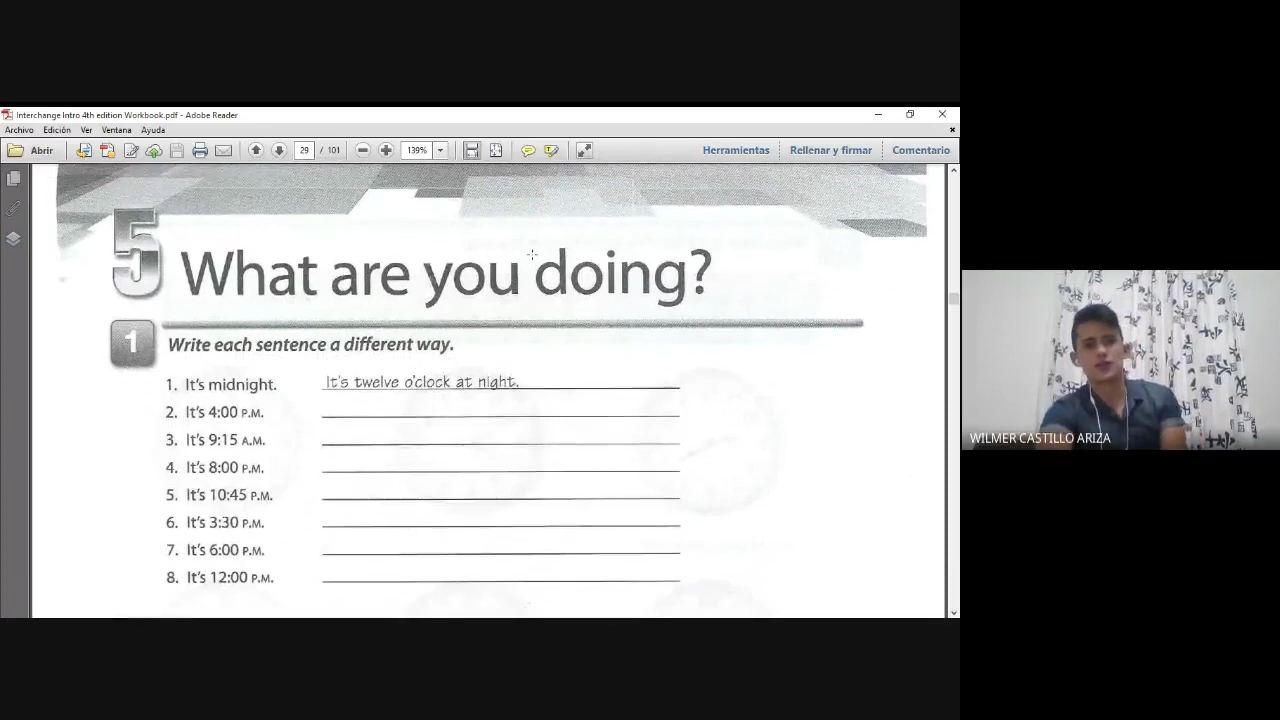 Interchange Intro 4th edition Workbook.pdf - Adobe Reader
Archivo Edición Ver Ventana Ayuda
Abrir 29 / 101 139% Herramientas Rellenar y firmar Comentario
5 What are you doing?
1 Write each sentence a different way.
1. It's midnight. It's twelve o'clock at night.
2. It's 4:00 P.M.
3. It's 9:15 A.M.
4. It's 8:00 P.M.
5. It's 10:45 P.M.
6. It's 3:30 P.M.
7. It's 6:00 P.M.
8. It's 12:00 P.M.
WILMER CASTILLO ARIZA